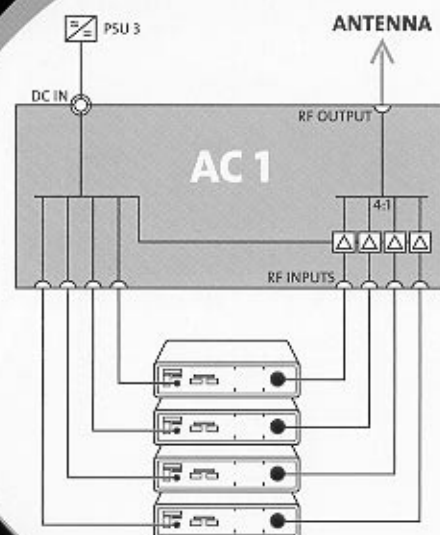 PSU 3
ANTENNA
DC IN
RF OUTPUT
AC 1
4:1
RF INPUTS